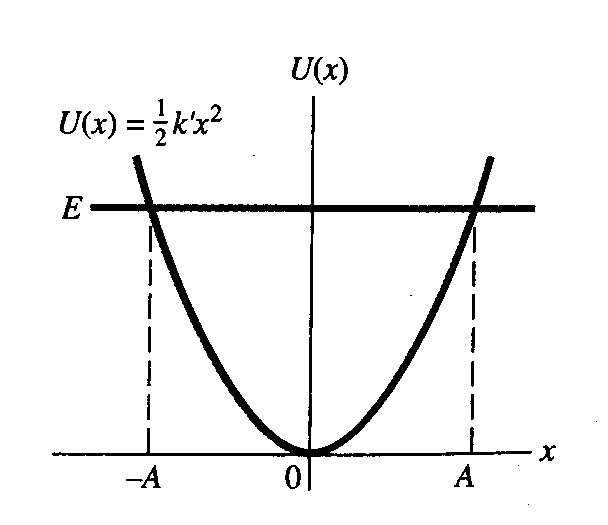 U(x)
U(x) = ½ k′x²
E
–A
0
A
x